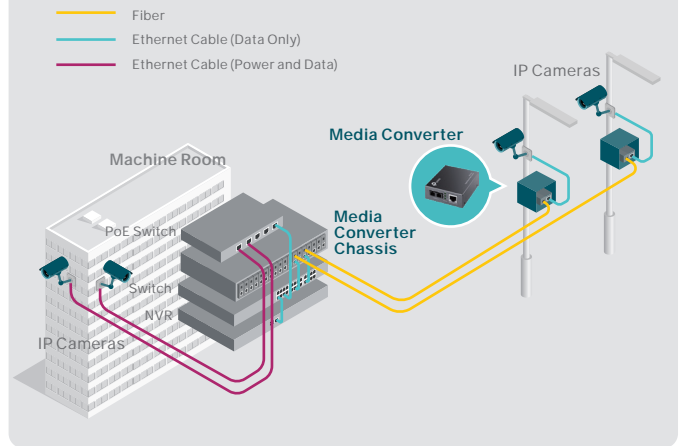 Fiber
Ethernet Cable (Data Only)
Ethernet Cable (Power and Data)
IP Cameras
Media Converter
Machine Room
PoE Switch
Media
Converter
Chassis
Switch
NVR
IP Cameras